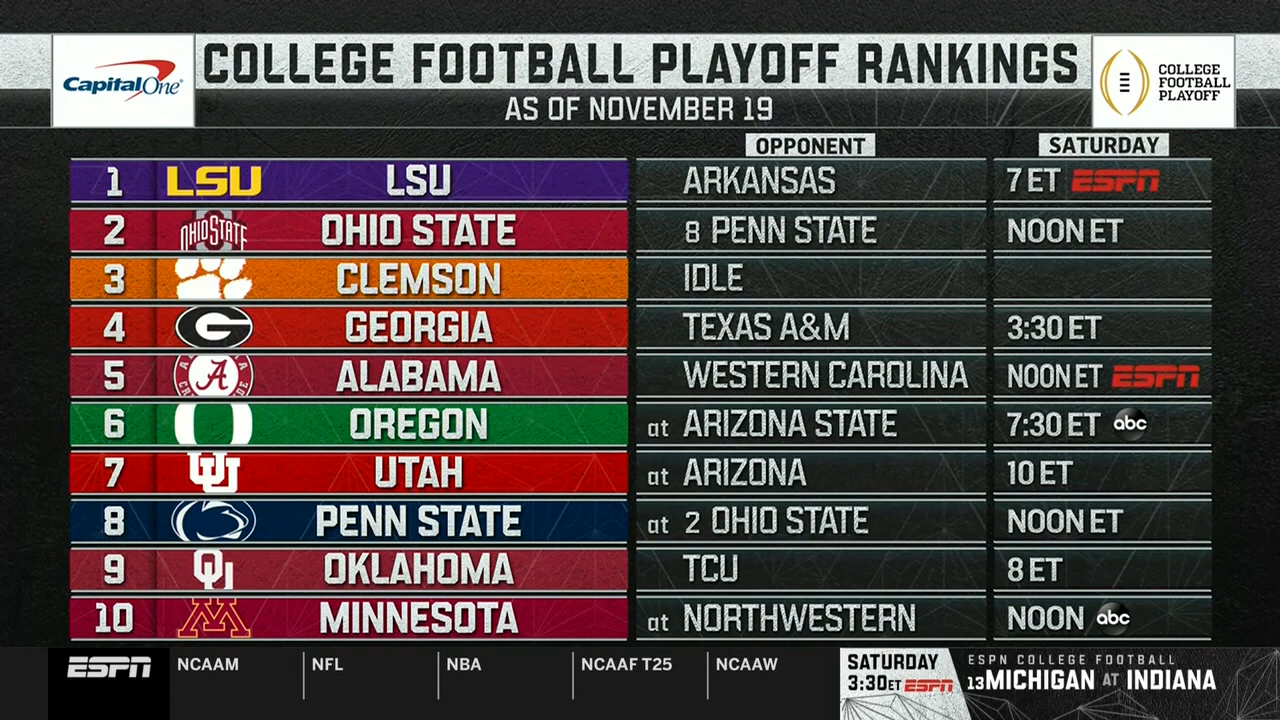 Capital One
COLLEGE FOOTBALL PLAYOFF RANKINGS
AS OF NOVEMBER 19
COLLEGE
FOOTBALL
PLAYOFF
OPPONENT
SATURDAY
1 LSU LSU ARKANSAS 7 ET ESPN
2 OHIO STATE OHIO STATE 8 PENN STATE NOON ET
3 CLEMSON IDLE
4 G GEORGIA TEXAS A&M 3:30 ET
5 A ALABAMA WESTERN CAROLINA NOON ET ESPN
6 O OREGON at ARIZONA STATE 7:30 ET abc
7 UU UTAH at ARIZONA 10 ET
8 PENN STATE at 2 OHIO STATE NOON ET
9 OU OKLAHOMA TCU 8 ET
10 M MINNESOTA at NORTHWESTERN NOON abc
ESPN NCAAM NFL NBA NCAAF T25 NCAAW
SATURDAY
3:30 ET ESPN
ESPN COLLEGE FOOTBALL
13 MICHIGAN AT INDIANA